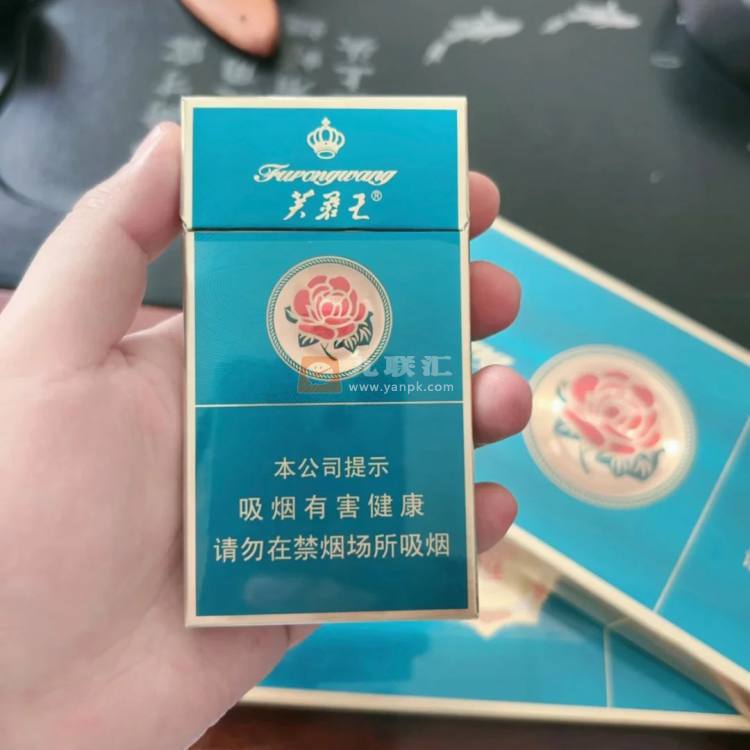 Furongwang
芙蓉王®
联汇
www.yanpk.com
本公司提示
吸烟有害健康
请勿在禁烟场所吸烟